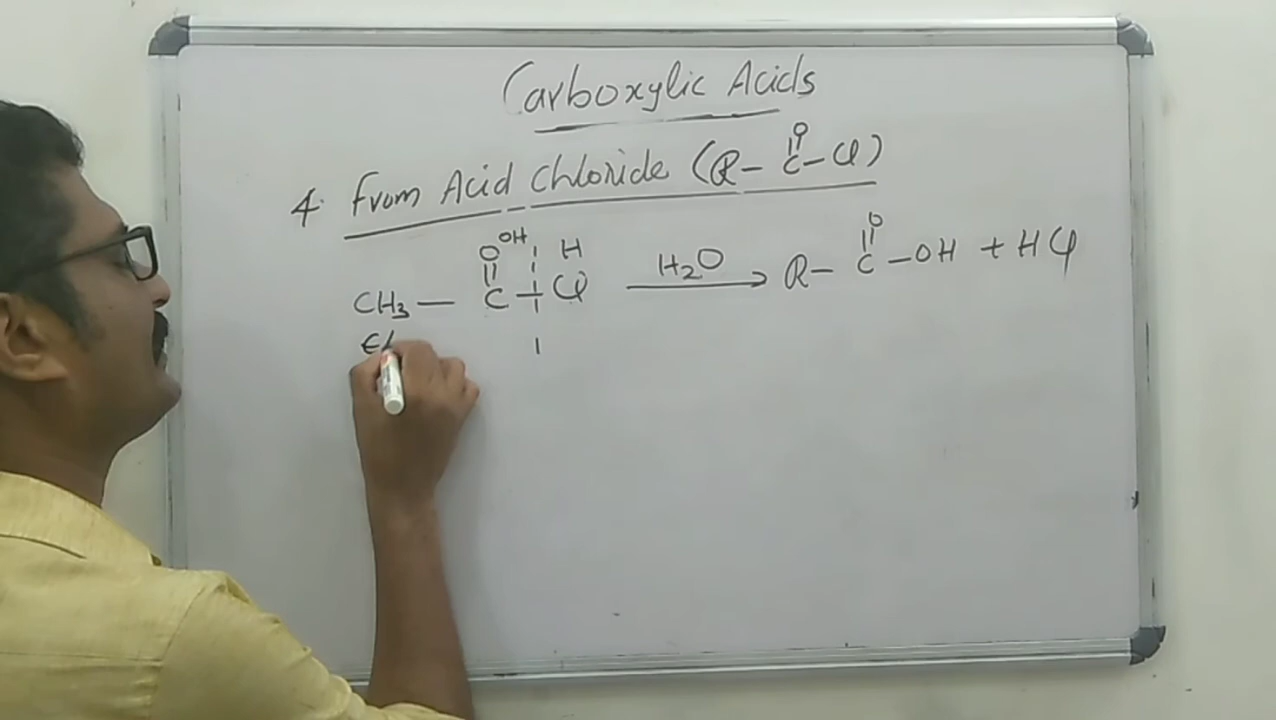 Carboxylic Acids
4. From Acid Chloride (R-C-Cl)
O
OH H
O
CH3 — C + Cl H2O → R- C -OH + HCl
O